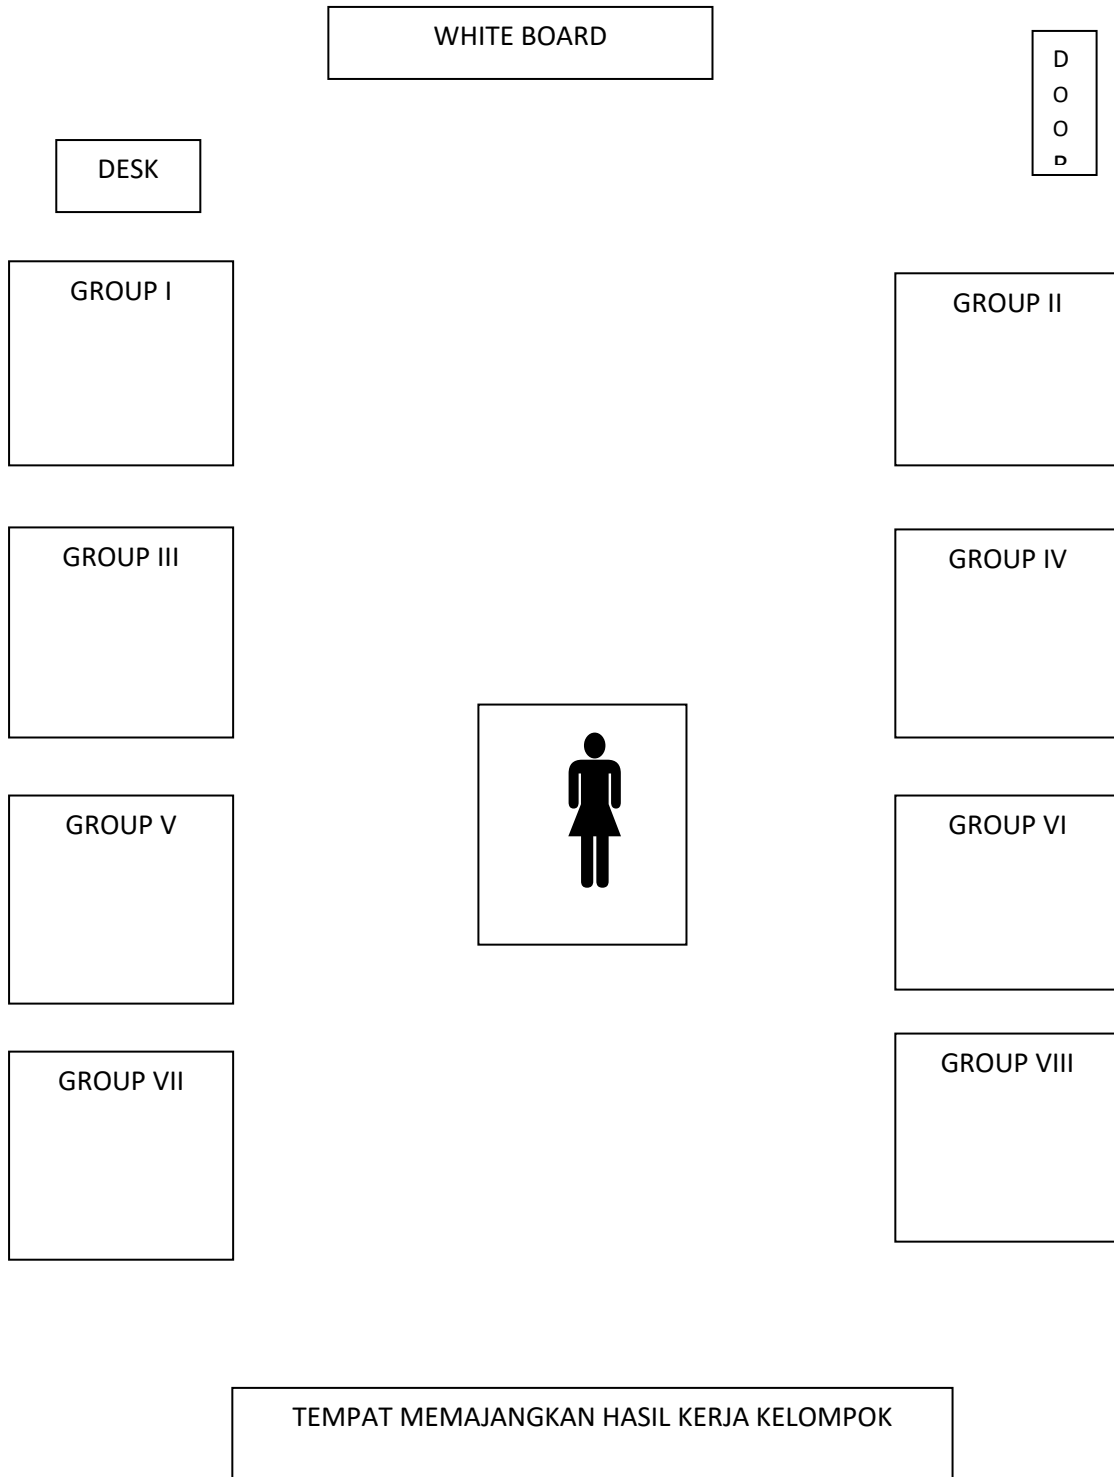 WHITE BOARD
D
O
O
DESK
GROUP I
GROUP II
GROUP III
GROUP IV
GROUP V
GROUP VI
GROUP VII
GROUP VIII
TEMPAT MEMAJANGKAN HASIL KERJA KELOMPOK